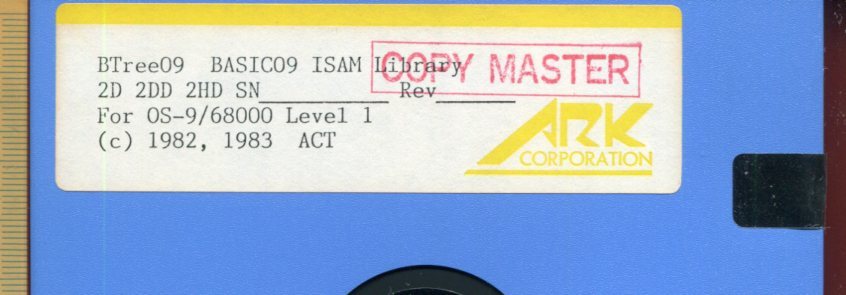 BTree09 BASIC09 ISAM Library
COPY MASTER
2D 2DD 2HD SN__________ Rev______
For OS-9/68000 Level 1
(c) 1982, 1983 ACT
ARK
CORPORATION